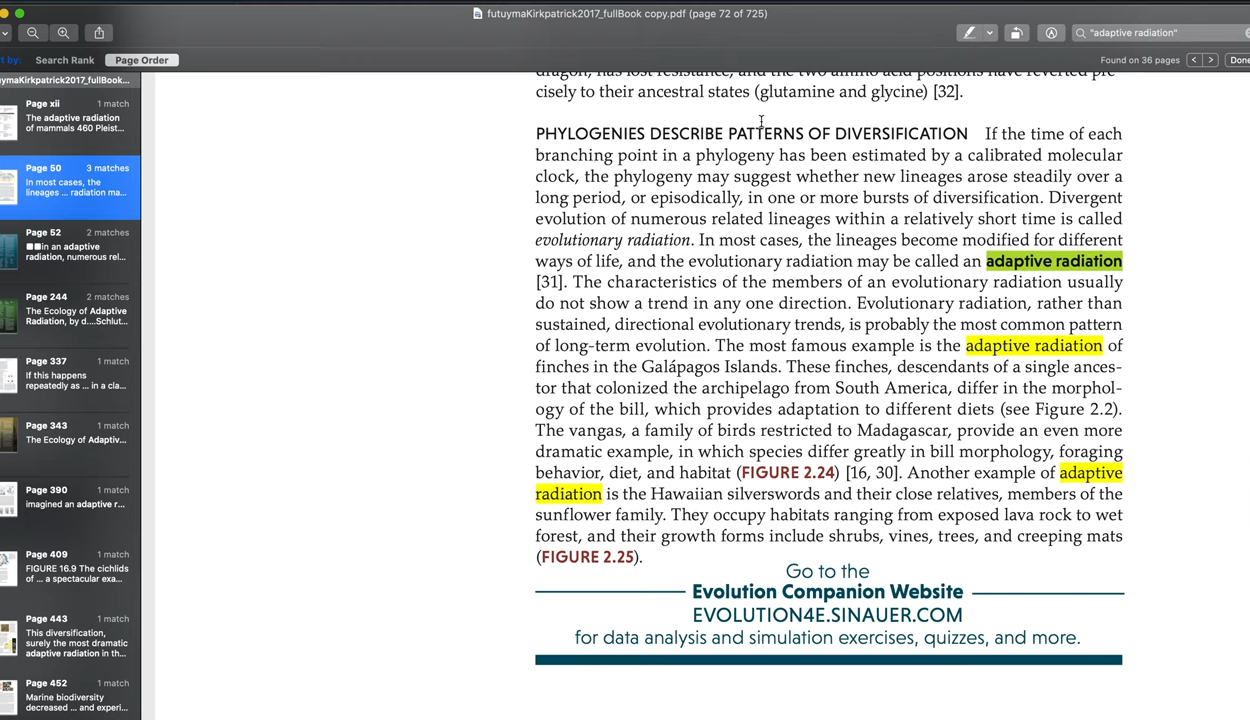 futuymaKirkpatrick2017_fullBook copy.pdf (page 72 of 725)
"adaptive radiation"
t by:
Search Rank
Page Order
Found on 36 pages
Done
uymaKirkpatrick2017_fullBook...
Page xii 1 match
The adaptive radiation
of mammals 460 Pleist...
Page 50 3 matches
In most cases, the
lineages ... radiation ma...
Page 52 2 matches
■■in an adaptive
radiation, numerous rel...
Page 244 2 matches
The Ecology of Adaptive
Radiation, by d....Schlut...
Page 337 1 match
If this happens
repeatedly as ... in a cla...
Page 343 1 match
The Ecology of Adaptiv...
Page 390 1 match
imagined an adaptive r...
Page 409 1 match
FIGURE 16.9 The cichlids
of ... a spectacular exa...
Page 443 1 match
This diversification,
surely the most dramatic
adaptive radiation in th...
Page 452 1 match
Marine biodiversity
decreased ... and experi...
dragon, has lost resistance, and the two amino acid positions have reverted pre-
cisely to their ancestral states (glutamine and glycine) [32].
PHYLOGENIES DESCRIBE PATTERNS OF DIVERSIFICATION If the time of each
branching point in a phylogeny has been estimated by a calibrated molecular
clock, the phylogeny may suggest whether new lineages arose steadily over a
long period, or episodically, in one or more bursts of diversification. Divergent
evolution of numerous related lineages within a relatively short time is called
evolutionary radiation. In most cases, the lineages become modified for different
ways of life, and the evolutionary radiation may be called an adaptive radiation
[31]. The characteristics of the members of an evolutionary radiation usually
do not show a trend in any one direction. Evolutionary radiation, rather than
sustained, directional evolutionary trends, is probably the most common pattern
of long-term evolution. The most famous example is the adaptive radiation of
finches in the Galápagos Islands. These finches, descendants of a single ances-
tor that colonized the archipelago from South America, differ in the morphol-
ogy of the bill, which provides adaptation to different diets (see Figure 2.2).
The vangas, a family of birds restricted to Madagascar, provide an even more
dramatic example, in which species differ greatly in bill morphology, foraging
behavior, diet, and habitat (FIGURE 2.24) [16, 30]. Another example of adaptive
radiation is the Hawaiian silverswords and their close relatives, members of the
sunflower family. They occupy habitats ranging from exposed lava rock to wet
forest, and their growth forms include shrubs, vines, trees, and creeping mats
(FIGURE 2.25).
Go to the
Evolution Companion Website
EVOLUTION4E.SINAUER.COM
for data analysis and simulation exercises, quizzes, and more.